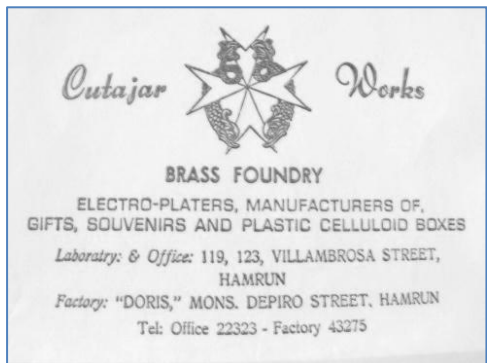 Cutajar Works
BRASS FOUNDRY
ELECTRO-PLATERS, MANUFACTURERS OF,
GIFTS, SOUVENIRS AND PLASTIC CELLULOID BOXES
Laboratry: & Office: 119, 123, VILLAMBROSA STREET,
HAMRUN
Factory: "DORIS," MONS. DEPIRO STREET, HAMRUN
Tel: Office 22323 - Factory 43275